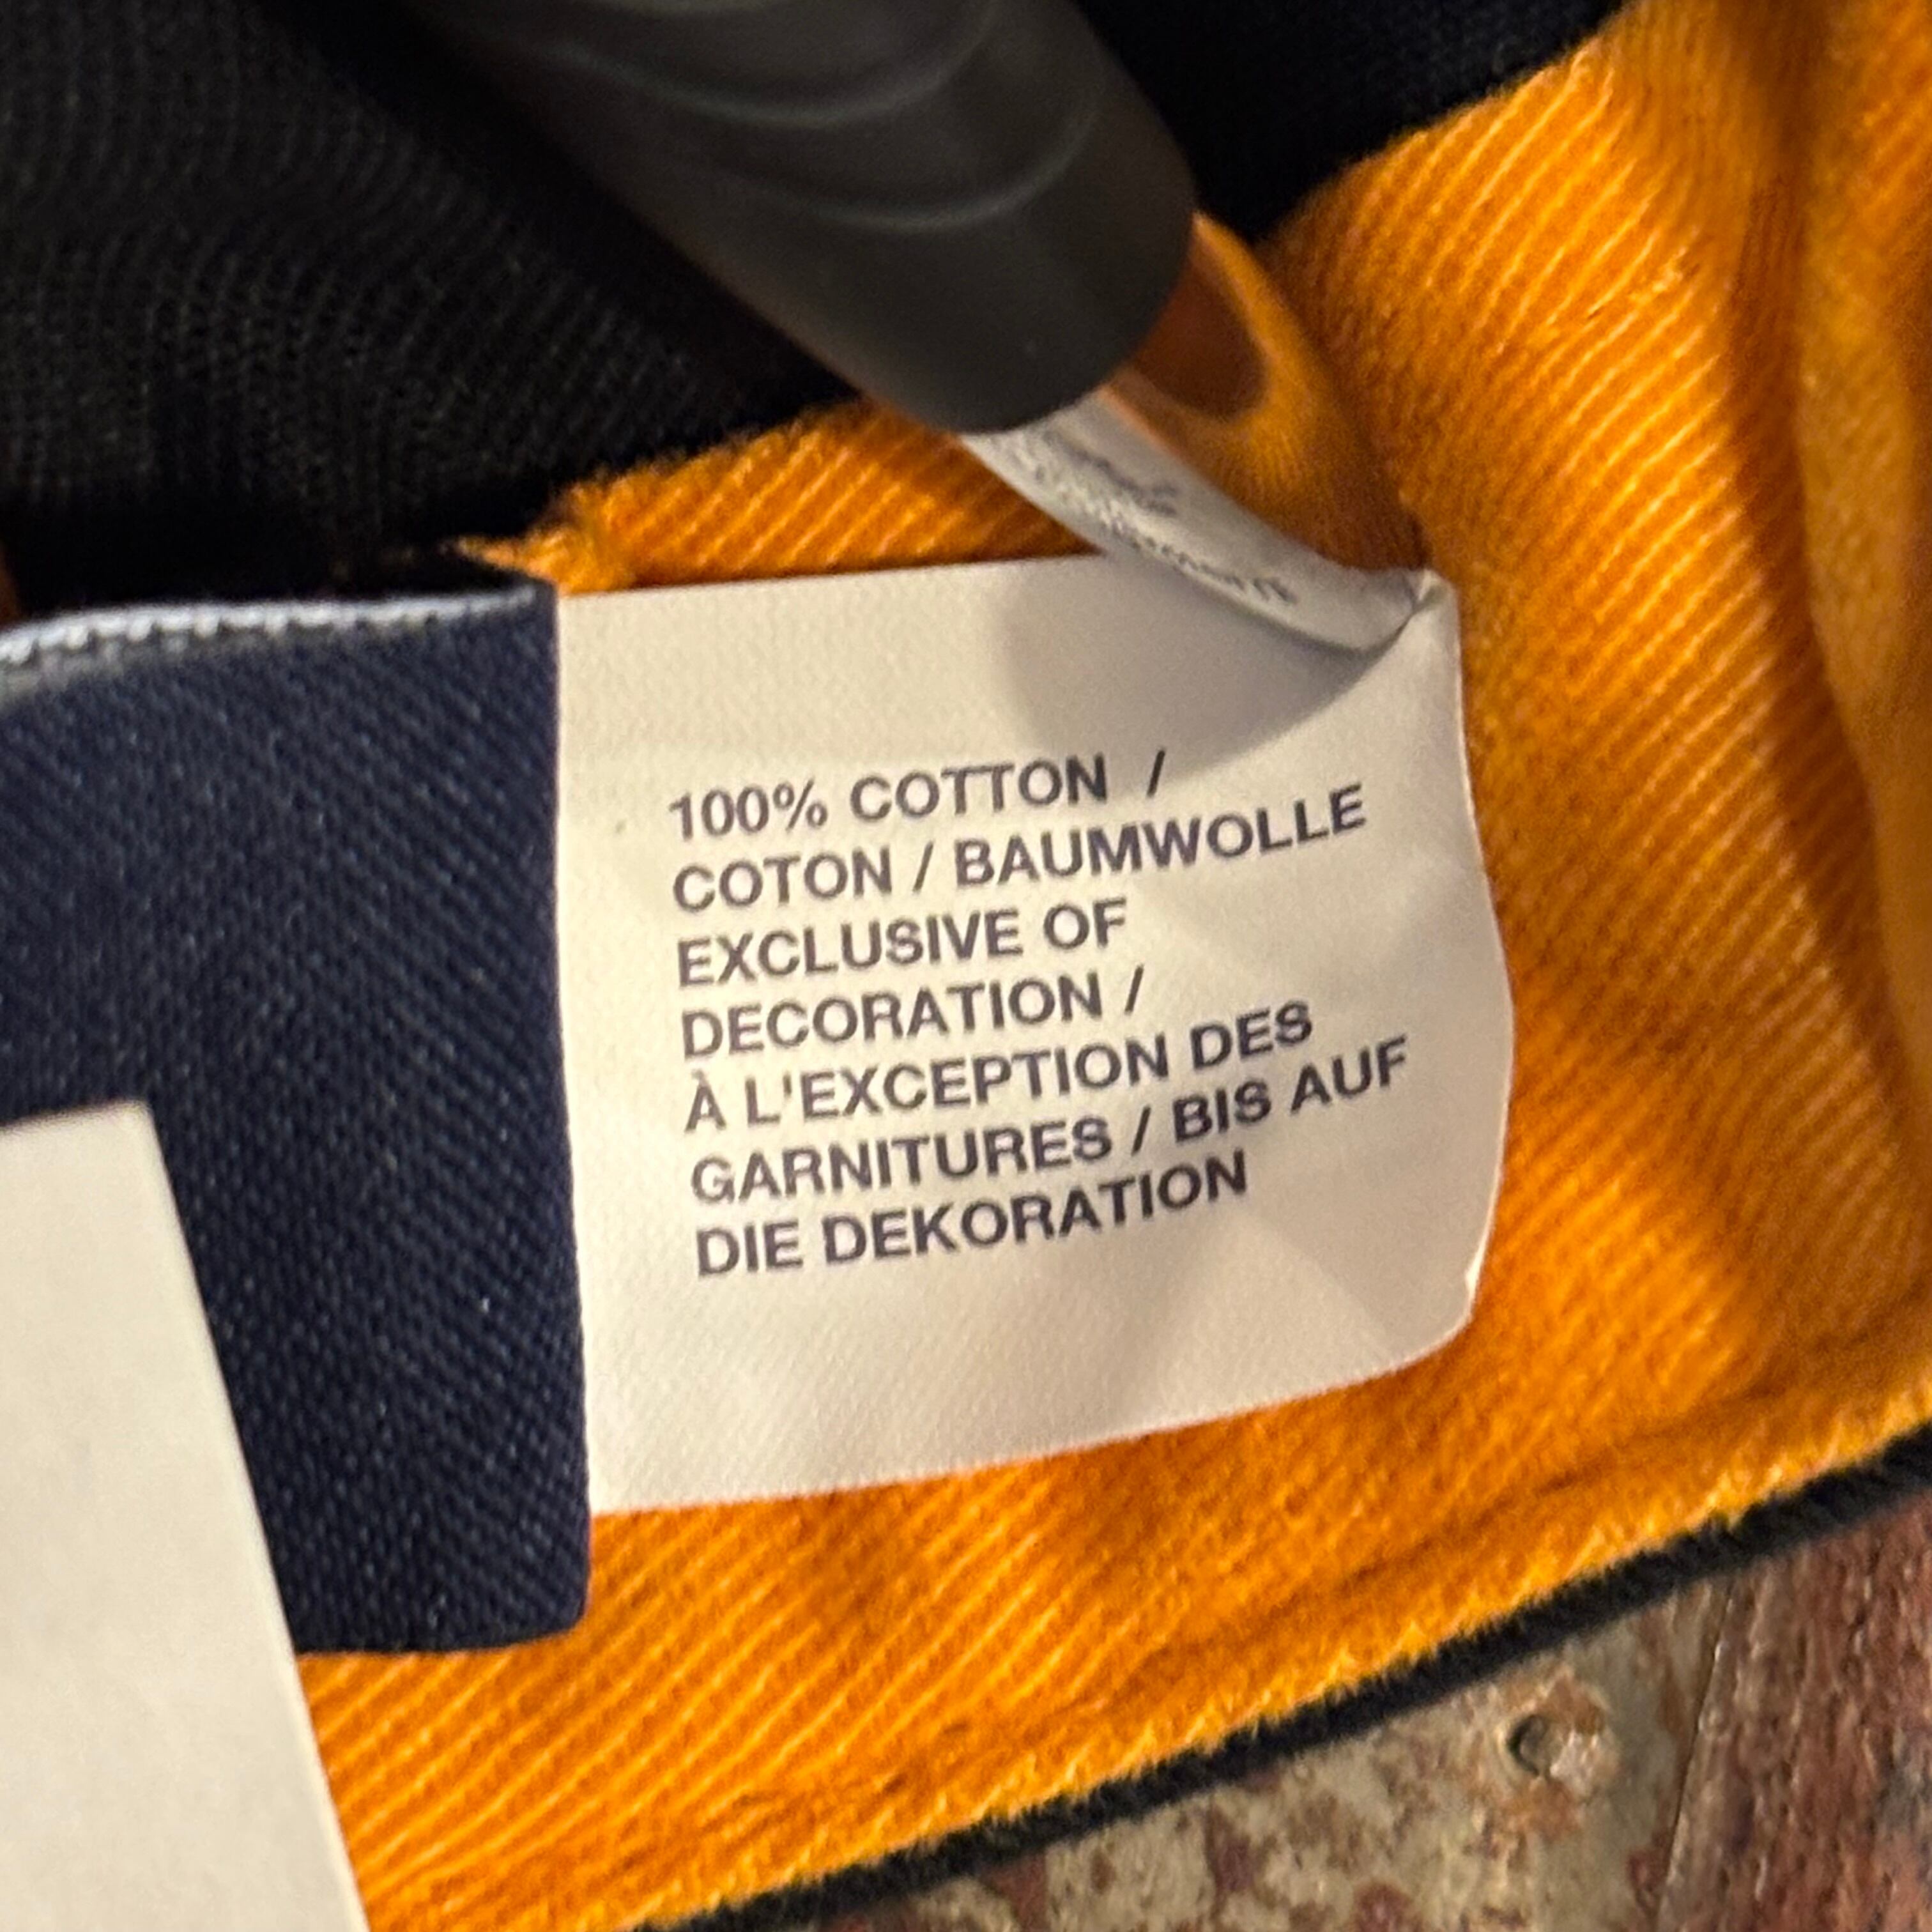 100% COTTON /
COTON / BAUMWOLLE
EXCLUSIVE OF
DECORATION /
À L'EXCEPTION DES
GARNITURES / BIS AUF
DIE DEKORATION